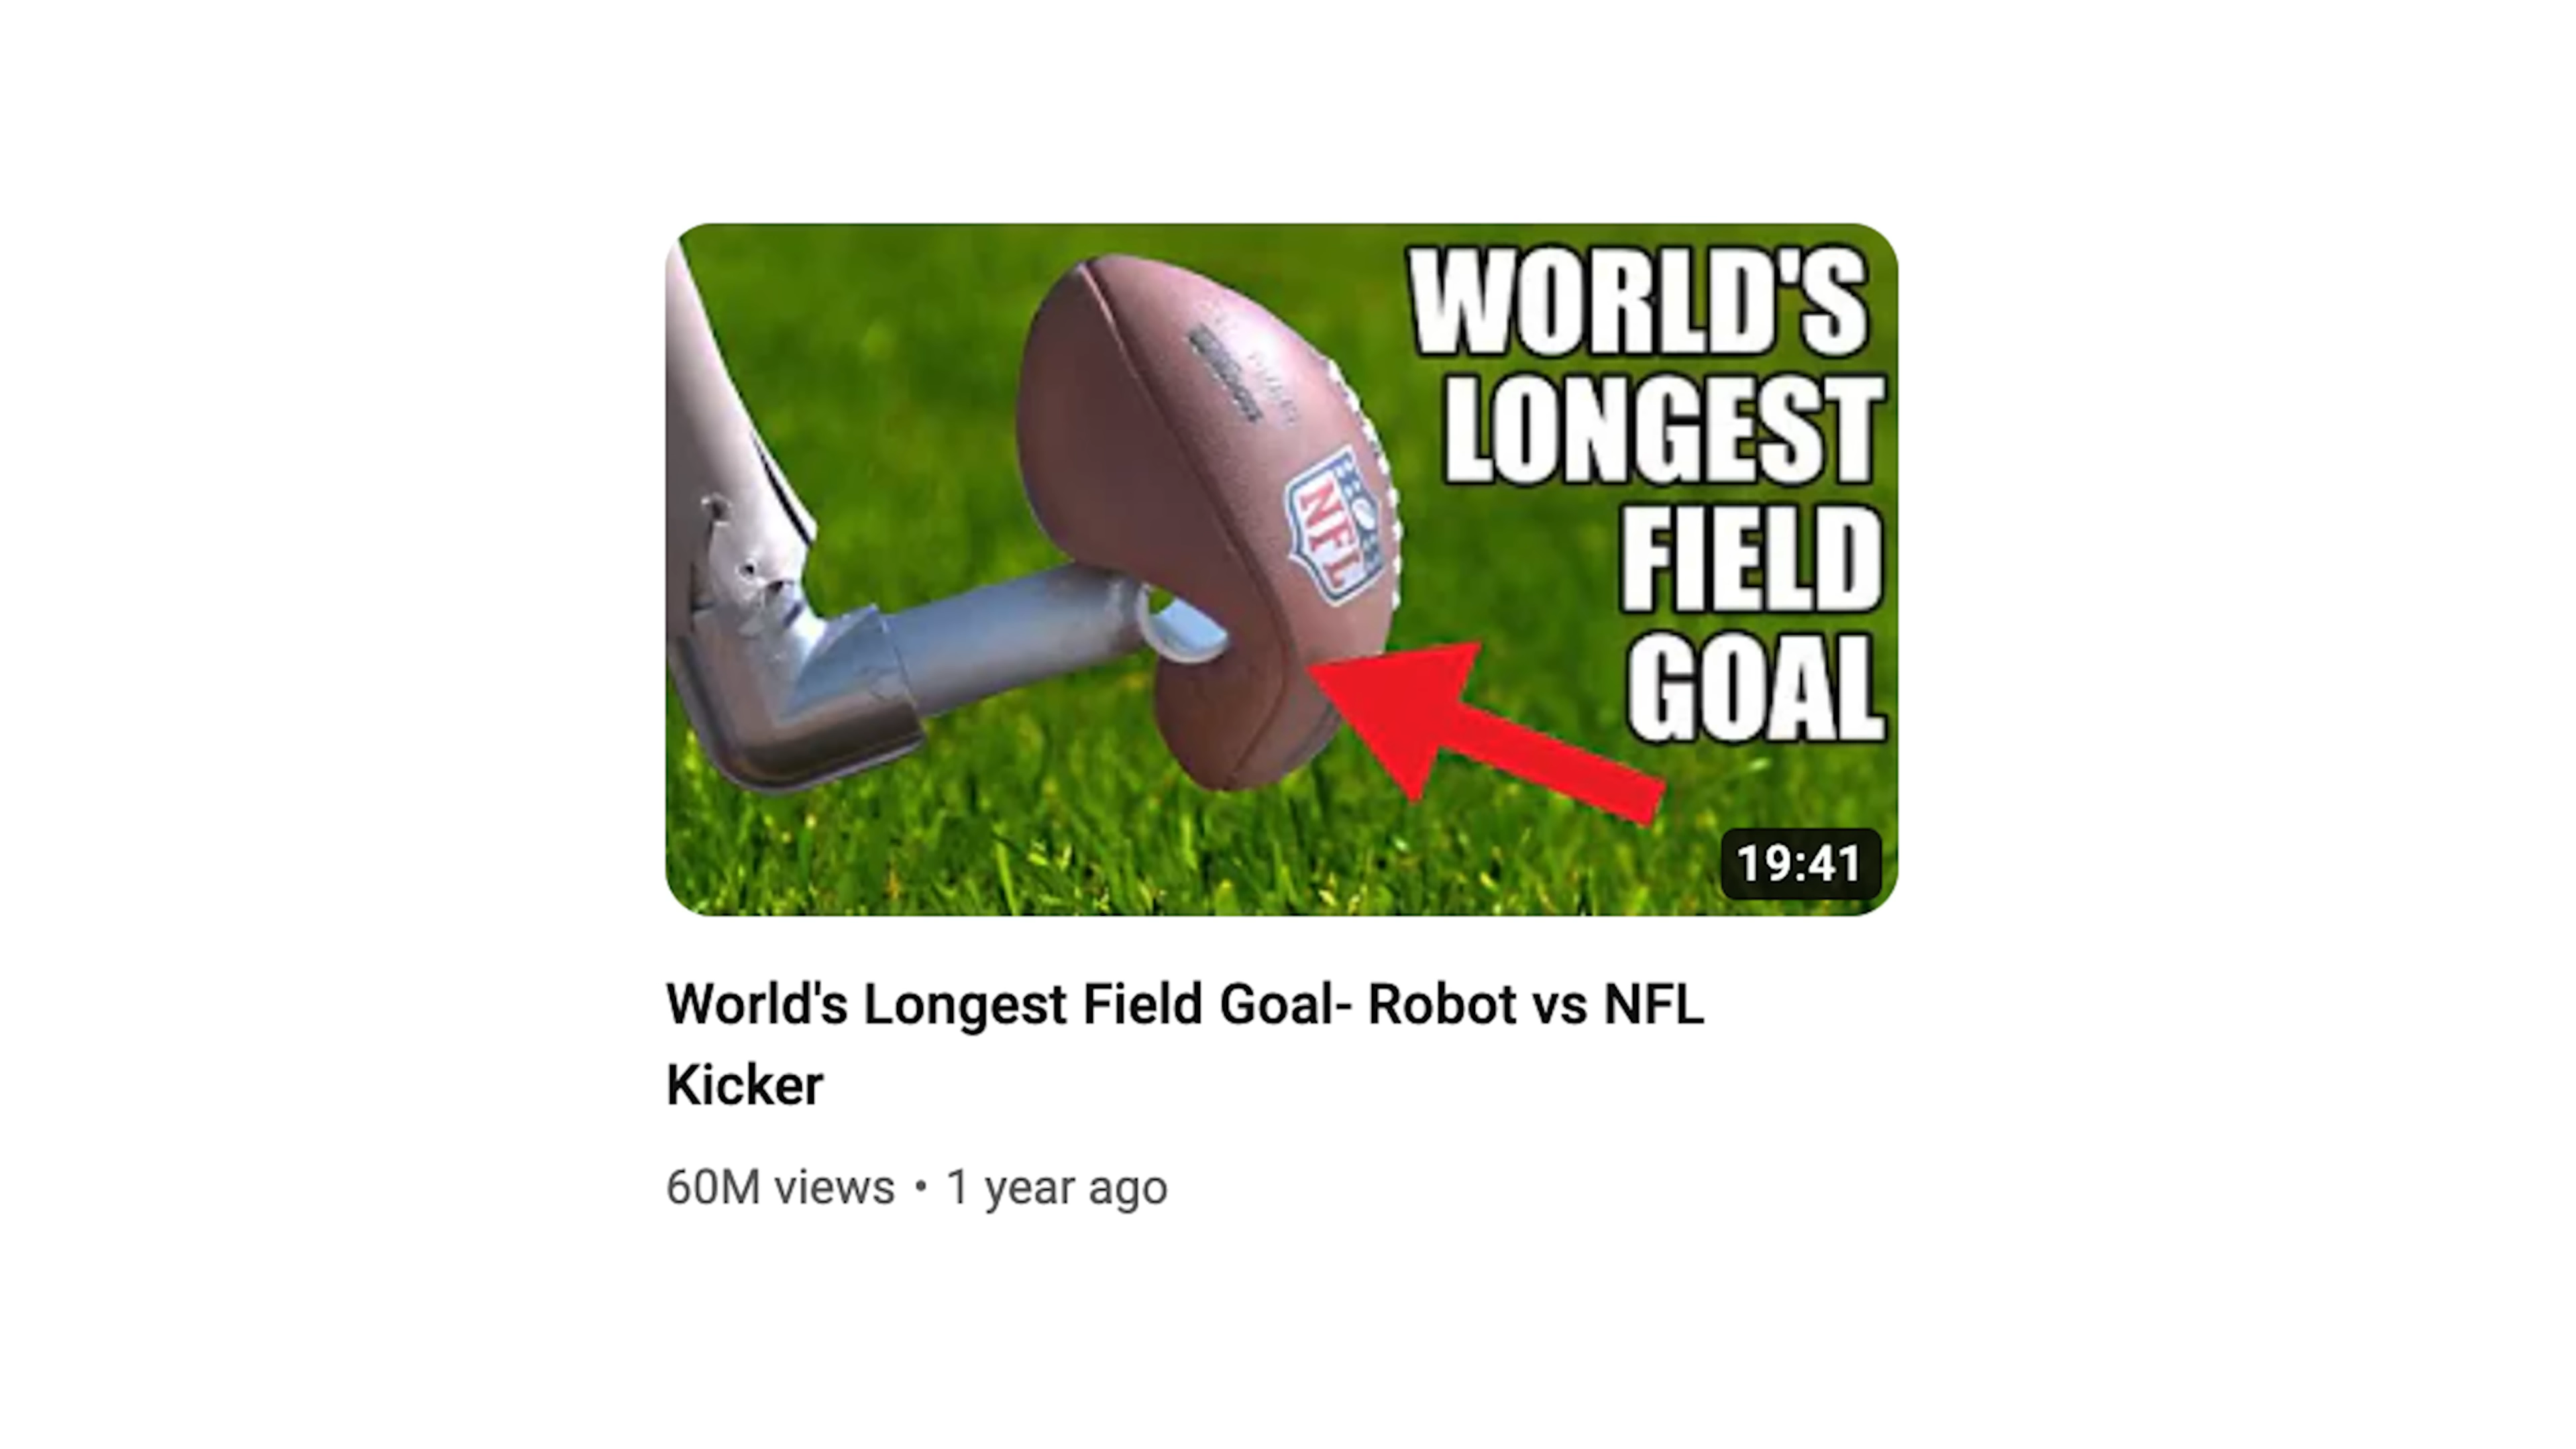 WORLD'S
LONGEST
FIELD
GOAL
NFL
19:41
World's Longest Field Goal- Robot vs NFL
Kicker
60M views • 1 year ago